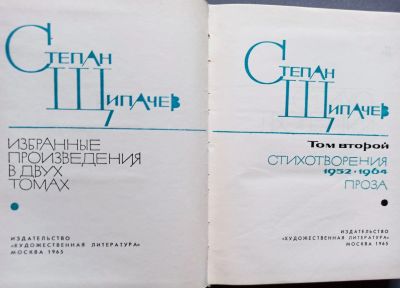 Степан
Щипачев
ИЗБРАННЫЕ
ПРОИЗВЕДЕНИЯ
В ДВУХ
ТОМАХ
ИЗДАТЕЛЬСТВО
«ХУДОЖЕСТВЕННАЯ ЛИТЕРАТУРА»
МОСКВА 1965
Степан
Щипачев
Том второй
СТИХОТВОРЕНИЯ
1952 · 1964
ПРОЗА
ИЗДАТЕЛЬСТВО
«ХУДОЖЕСТВЕННАЯ ЛИТЕРАТУРА»
МОСКВА 1965